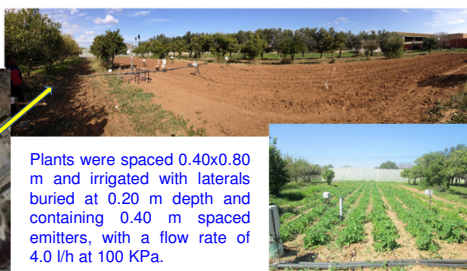 Plants were spaced 0.40x0.80
m and irrigated with laterals
buried at 0.20 m depth and
containing 0.40 m spaced
emitters, with a flow rate of
4.0 l/h at 100 KPa.